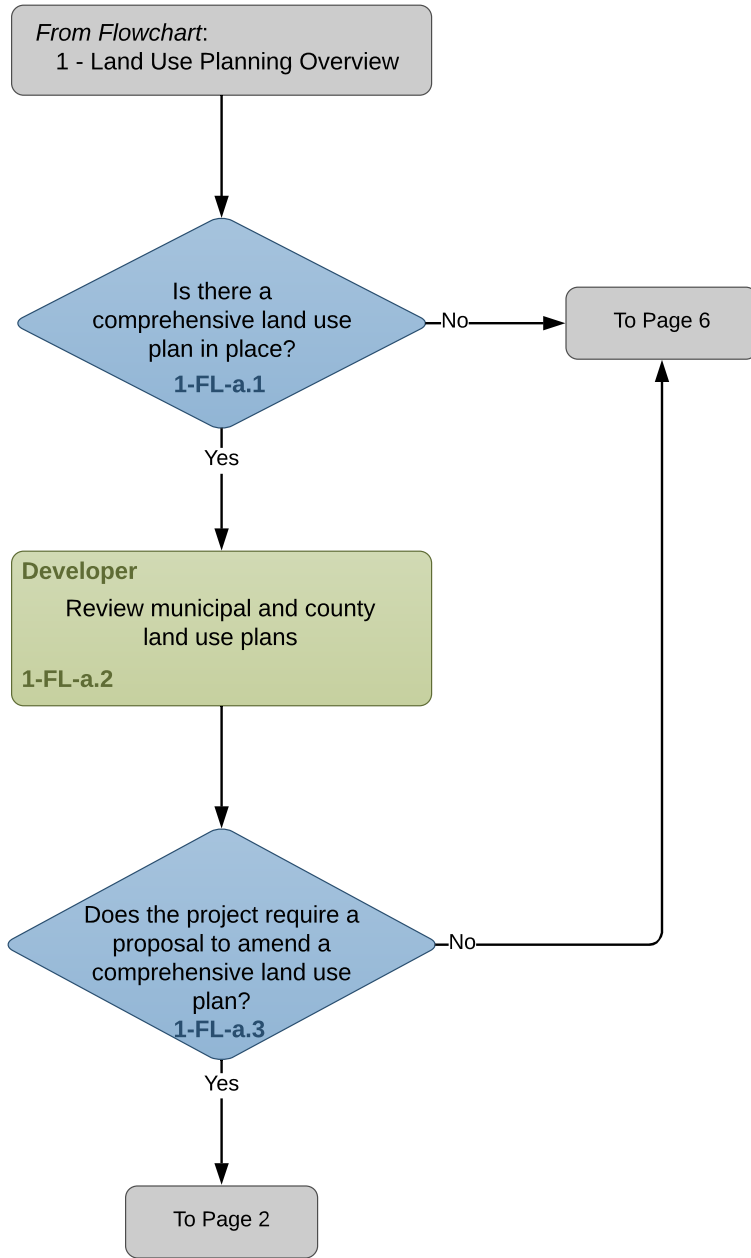 From Flowchart:
1 - Land Use Planning Overview
Is there a
comprehensive land use
plan in place?
1-FL-a.1
No
To Page 6
Yes
Developer
Review municipal and county
land use plans
1-FL-a.2
Does the project require a
proposal to amend a
comprehensive land use
plan?
1-FL-a.3
No
Yes
To Page 2